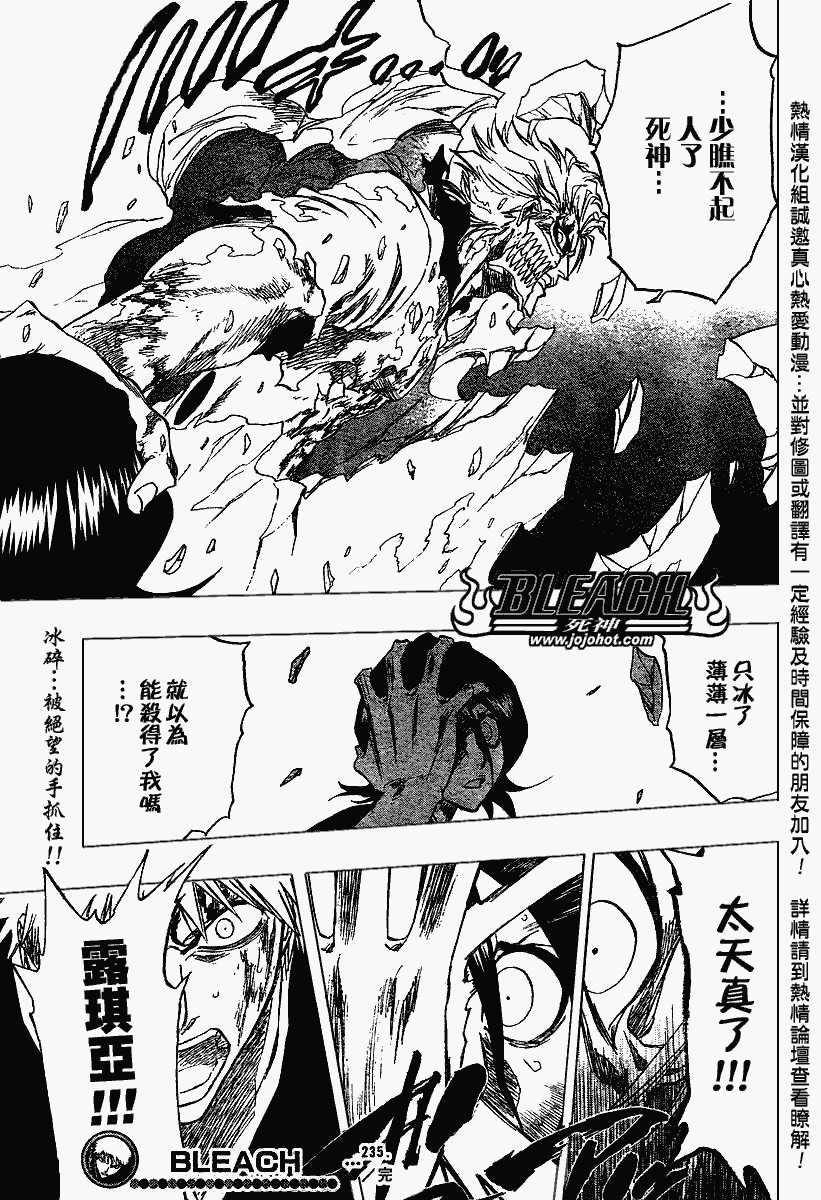 …少瞧不起
人了
死神…
BLEACH
死神
www.jojohot.com
只冰了
薄薄一層…
就以為
能殺得了我嗎
…!?
冰碎…被絕望的手抓住!!
太天真了!!!
露琪亞!!!
BLEACH
235.
…/完
熱情漢化組誠邀真心熱愛動漫…並對修圖或翻譯有一定經驗及時間保障的朋友加入！ 詳情請到熱情論壇查看瞭解！